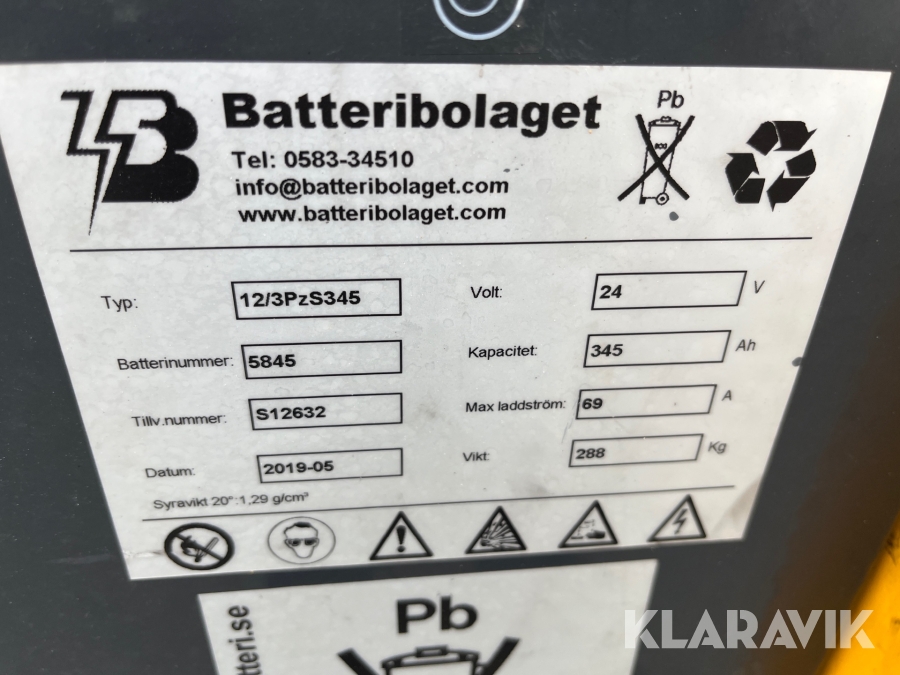 B
Batteribolaget
Tel: 0583-34510
info@batteribolaget.com
www.batteribolaget.com
Pb
Typ: 12/3PzS345
Volt: 24 V
Batterinummer: 5845
Kapacitet: 345 Ah
Tillv.nummer: S12632
Max laddström: 69 A
Datum: 2019-05
Vikt: 288 Kg
Syravikt 20°:1,29 g/cm³
Pb
tteri.se
KLARAVIK